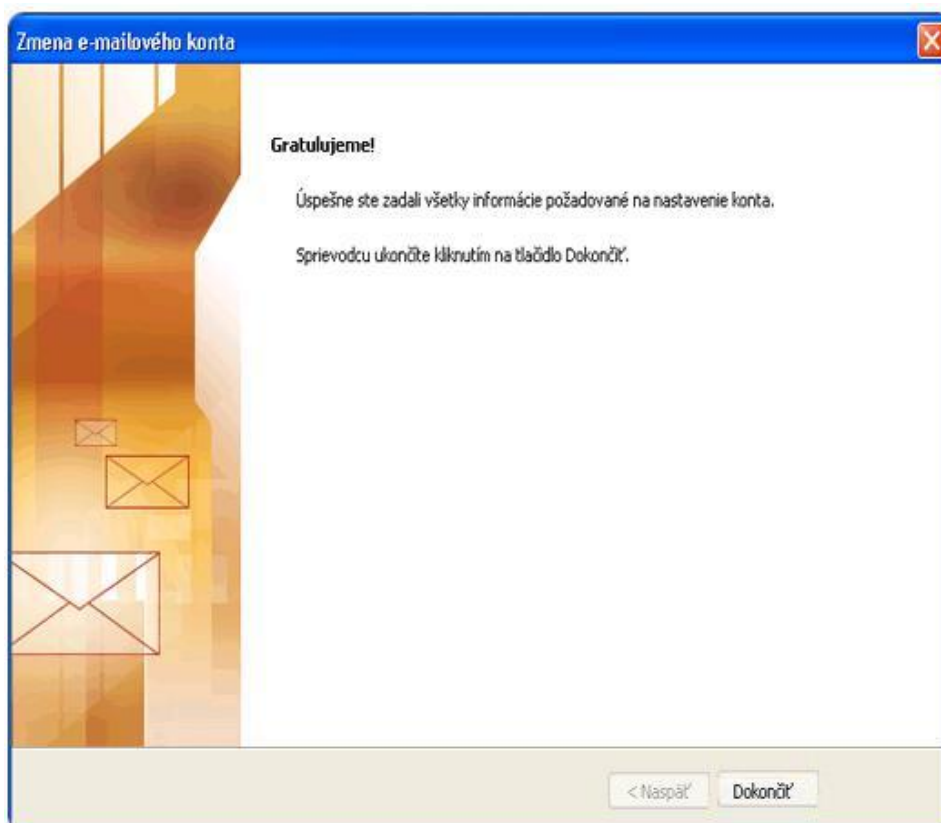 Zmena e-mailového konta
Gratulujeme!
Úspešne ste zadali všetky informácie požadované na nastavenie konta.
Sprievodcu ukončíte kliknutím na tlačidlo Dokončiť.
< Naspäť
Dokončiť